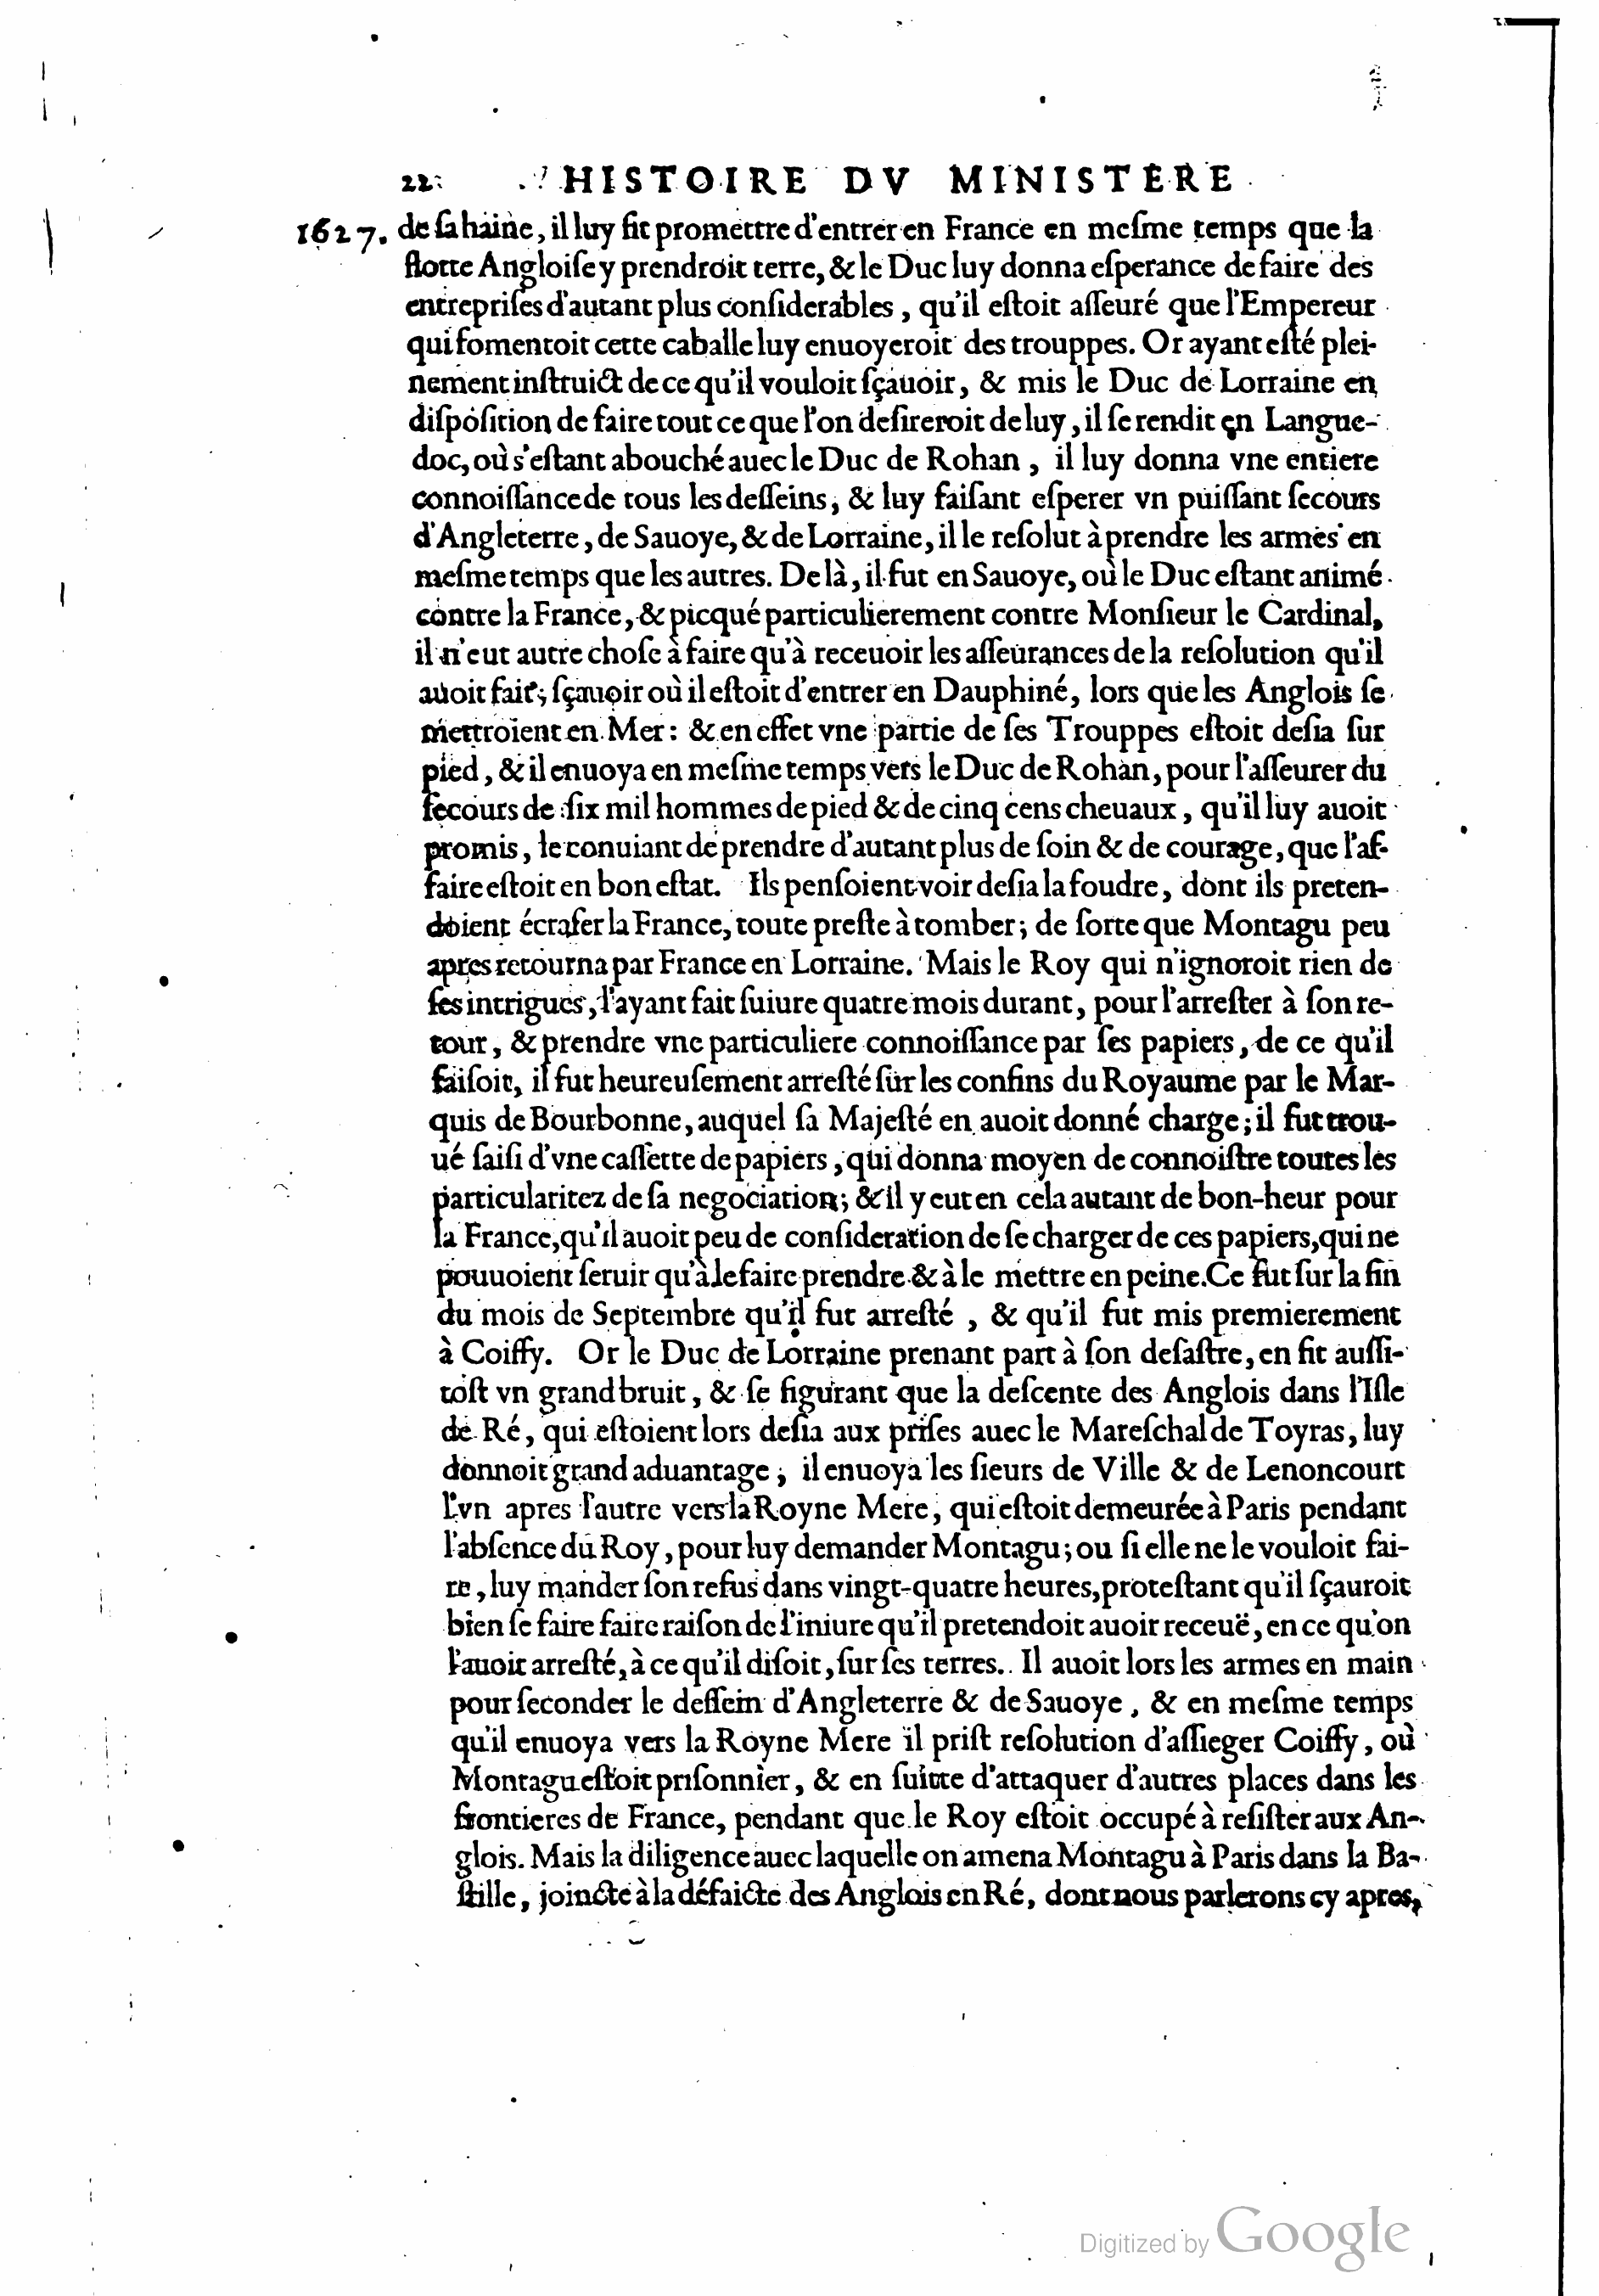 22 HISTOIRE DV MINISTERE
1627. de ſa haine, il luy fit promettre d'entrer en France en meſme temps que la
flotte Angloiſe y prendroit terre, & le Duc luy donna eſperance de faire des
entrepriſes d'autant plus conſiderables, qu'il eſtoit aſſeuré que l'Empereur
qui fomentoit cette caballe luy enuoyeroit des trouppes. Or ayant eſté plei-
nement inſtruict de ce qu'il vouloit ſçauoir, & mis le Duc de Lorraine en
diſpoſition de faire tout ce que l'on deſireroit de luy, il ſe rendit en Langue-
doc, où s'eſtant abouché auec le Duc de Rohan, il luy donna vne entiere
connoiſſance de tous les deſſeins, & luy faiſant eſperer vn puiſſant ſecours
d'Angleterre, de Sauoye, & de Lorraine, il le reſolut à prendre les armes en
meſme temps que les autres. De là, il fut en Sauoye, où le Duc eſtant animé
contre la France, & picqué particulierement contre Monſieur le Cardinal,
il n'eut autre choſe à faire qu'à receuoir les aſſeurances de la reſolution qu'il
auoit fait; ſçauoir où il eſtoit d'entrer en Dauphiné, lors que les Anglois ſe
mettroient en Mer: & en effet vne partie de ſes Trouppes eſtoit deſia ſur
pied, & il enuoya en meſme temps vers le Duc de Rohan, pour l'aſſeurer du
ſecours de ſix mil hommes de pied & de cinq cens cheuaux, qu'il luy auoit
promis, le conuiant de prendre d'autant plus de ſoin & de courage, que l'af-
faire eſtoit en bon eſtat. Ils penſoient voir deſia la foudre, dont ils preten-
doient écraſer la France, toute preſte à tomber; de ſorte que Montagu peu
apres retourna par France en Lorraine. Mais le Roy qui n'ignoroit rien de
ſes intrigues, l'ayant fait ſuiure quatre mois durant, pour l'arreſter à ſon re-
tour, & prendre vne particuliere connoiſſance par ſes papiers, de ce qu'il
faiſoit, il fut heureuſement arreſté ſur les confins du Royaume par le Mar-
quis de Bourbonne, auquel ſa Majeſté en auoit donné charge; il fut trou-
ué ſaiſi d'vne caſſette de papiers, qui donna moyen de connoiſtre toutes les
particularitez de ſa negociation; & il y eut en cela autant de bon-heur pour
la France, qu'il auoit peu de conſideration de ſe charger de ces papiers, qui ne
pouuoient ſeruir qu'à le faire prendre & à le mettre en peine. Ce fut ſur la fin
du mois de Septembre qu'il fut arreſté, & qu'il fut mis premierement
à Coiffy. Or le Duc de Lorraine prenant part à ſon deſaſtre, en fit auſſi-
toſt vn grand bruit, & ſe figurant que la deſcente des Anglois dans l'Iſle
de Ré, qui eſtoient lors deſia aux priſes auec le Mareſchal de Toyras, luy
donnoit grand aduantage; il enuoya les ſieurs de Ville & de Lenoncourt
l'vn apres l'autre vers la Royne Mere, qui eſtoit demeurée à Paris pendant
l'abſence du Roy, pour luy demander Montagu; ou ſi elle ne le vouloit fai-
re, luy mander ſon refus dans vingt-quatre heures, proteſtant qu'il ſçauroit
bien ſe faire faire raiſon de l'iniure qu'il pretendoit auoir receuë, en ce qu'on
l'auoit arreſté, à ce qu'il diſoit, ſur ſes terres. Il auoit lors les armes en main
pour ſeconder le deſſein d'Angleterre & de Sauoye, & en meſme temps
qu'il enuoya vers la Royne Mere il priſt reſolution d'aſſieger Coiffy, où
Montagu eſtoit priſonnier, & en ſuitte d'attaquer d'autres places dans les
frontieres de France, pendant que le Roy eſtoit occupé à reſiſter aux An-
glois. Mais la diligence auec laquelle on amena Montagu à Paris dans la Ba-
ſtille, joincte à la défaicte des Anglois en Ré, dont nous parlerons cy apres,
Digitized by Google